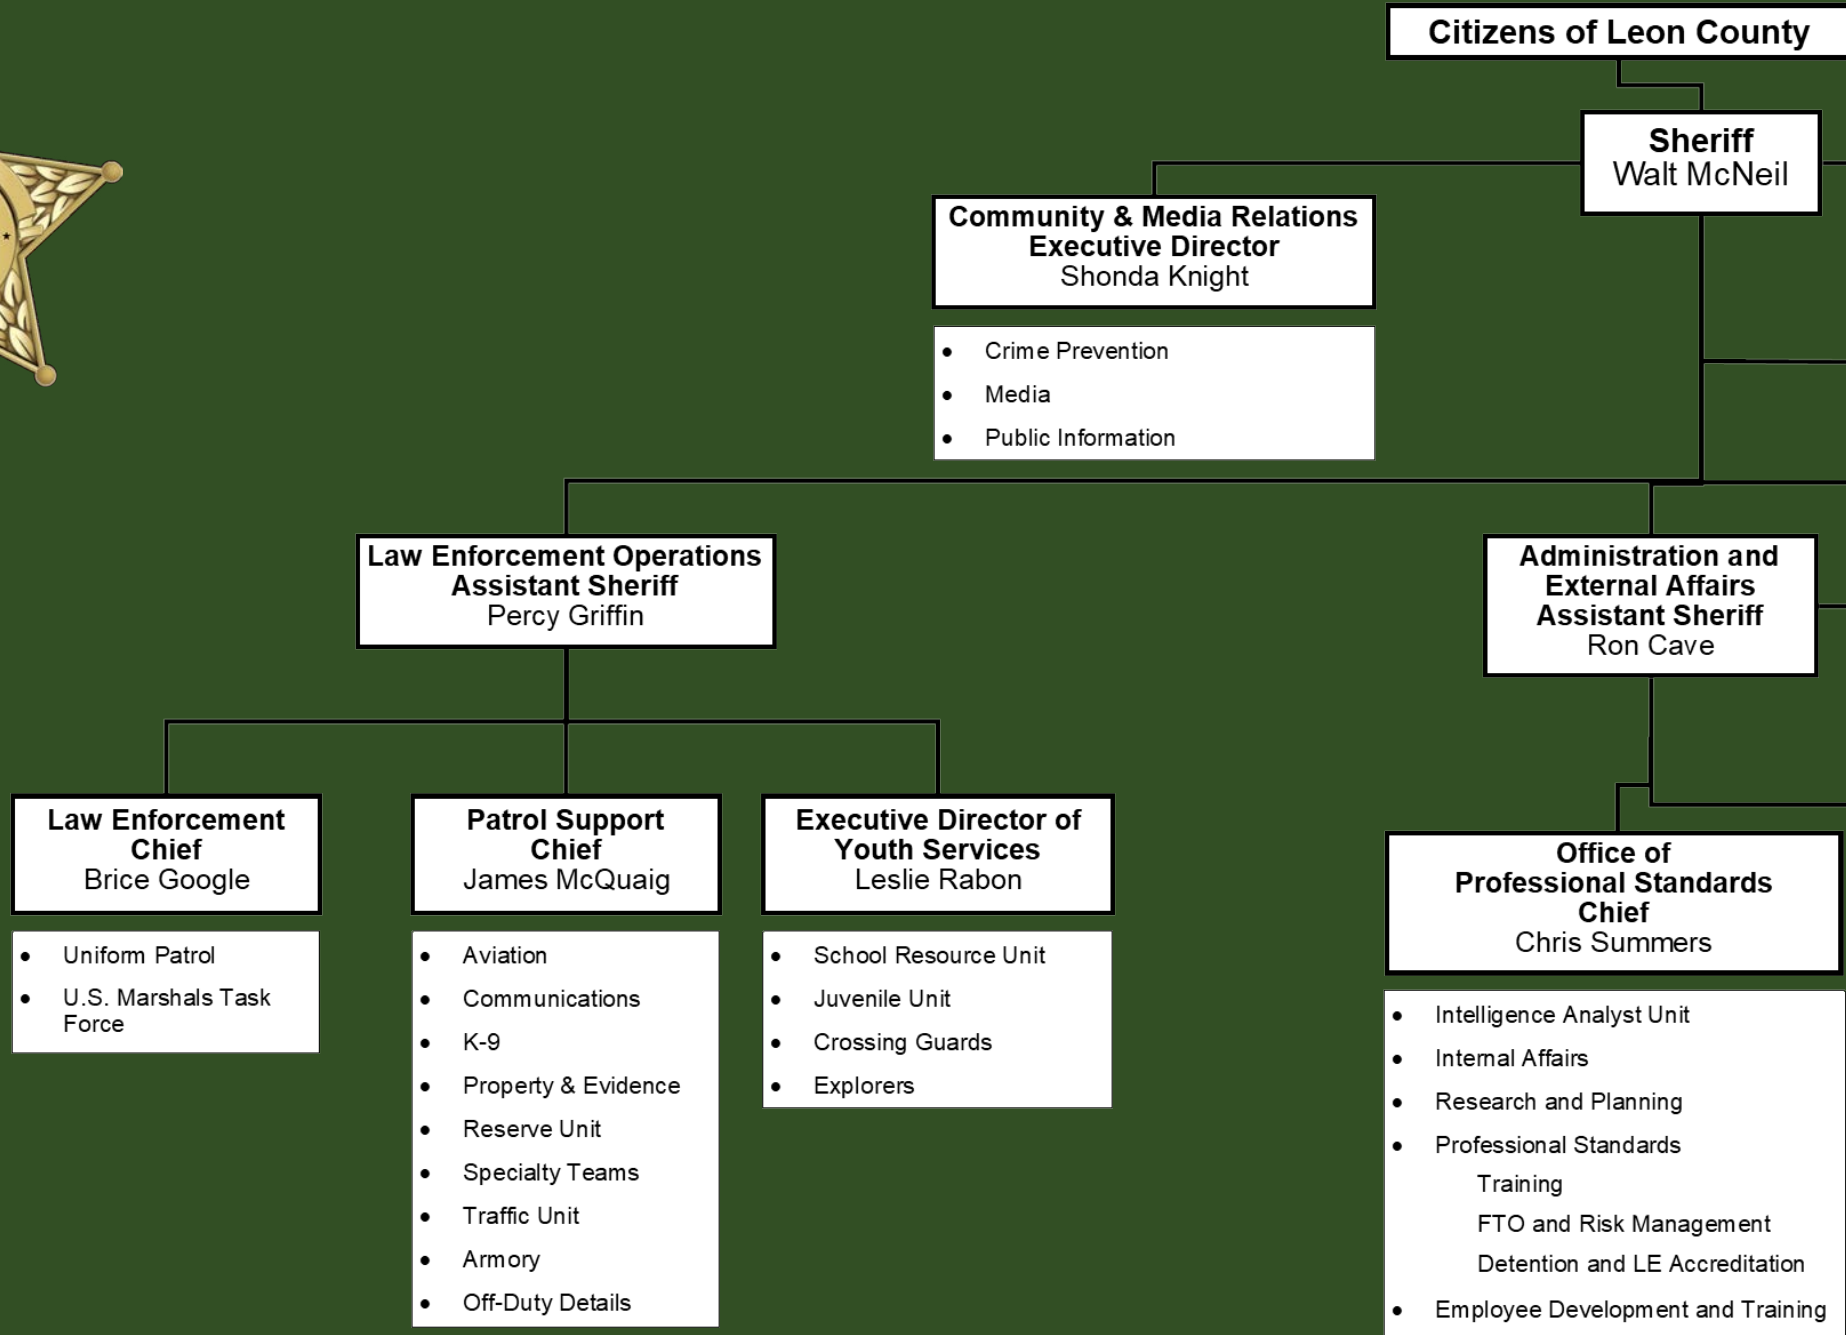 Citizens of Leon County
Sheriff
Walt McNeil
Community & Media Relations
Executive Director
Shonda Knight
• Crime Prevention
• Media
• Public Information
Law Enforcement Operations
Assistant Sheriff
Percy Griffin
Administration and
External Affairs
Assistant Sheriff
Ron Cave
Law Enforcement
Chief
Brice Google
• Uniform Patrol
• U.S. Marshals Task
Force
Patrol Support
Chief
James McQuaig
• Aviation
• Communications
• K-9
• Property & Evidence
• Reserve Unit
• Specialty Teams
• Traffic Unit
• Armory
• Off-Duty Details
Executive Director of
Youth Services
Leslie Rabon
• School Resource Unit
• Juvenile Unit
• Crossing Guards
• Explorers
Office of
Professional Standards
Chief
Chris Summers
• Intelligence Analyst Unit
• Internal Affairs
• Research and Planning
• Professional Standards
Training
FTO and Risk Management
Detention and LE Accreditation
• Employee Development and Training